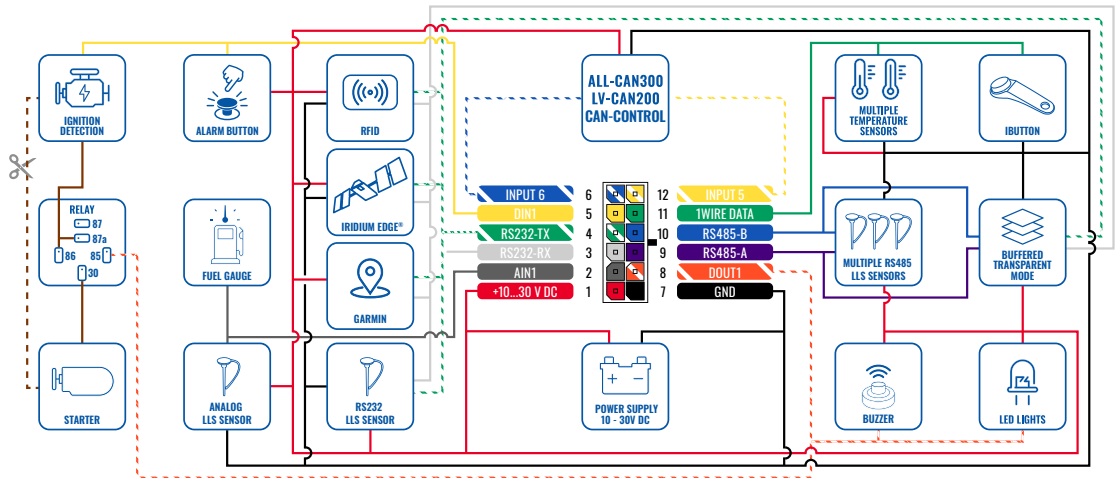 IGNITION
DETECTION
ALARM BUTTON
RFID
ALL-CAN300
LV-CAN200
CAN-CONTROL
MULTIPLE
TEMPERATURE
SENSORS
IBUTTON
IRIDIUM EDGE®
INPUT 6 6 12 INPUT 5
DIN1 5 11 1WIRE DATA
RS232-TX 4 10 RS485-B
RS232-RX 3 9 RS485-A
AIN1 2 8 DOUT1
+10...30 V DC 1 7 GND
RELAY
87
87a
86 85
30
FUEL GAUGE
GARMIN
MULTIPLE RS485
LLS SENSORS
BUFFERED
TRANSPARENT
MODE
STARTER
ANALOG
LLS SENSOR
RS232
LLS SENSOR
POWER SUPPLY
10 - 30V DC
BUZZER
LED LIGHTS